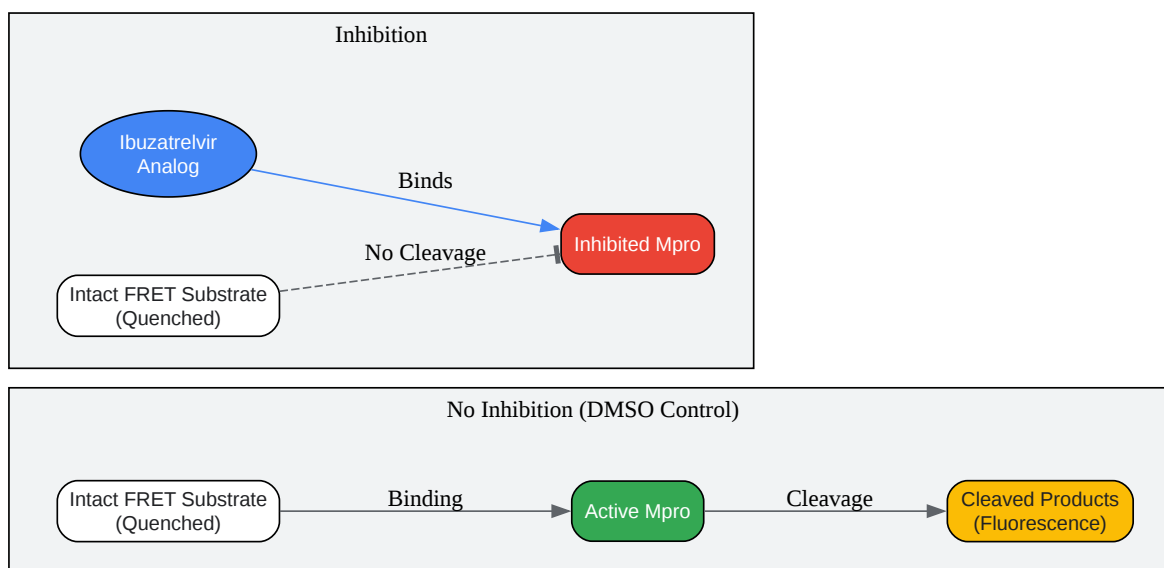 Inhibition
Ibuzatrelvir
Analog
Binds
Inhibited Mpro
No Cleavage
Intact FRET Substrate
(Quenched)
No Inhibition (DMSO Control)
Intact FRET Substrate
(Quenched)
Binding
Active Mpro
Cleavage
Cleaved Products
(Fluorescence)